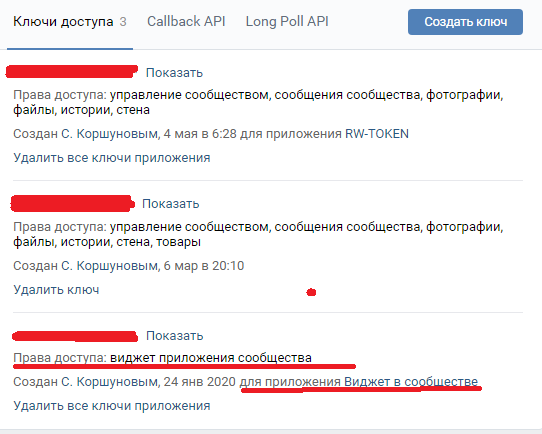 Ключи доступа 3 Callback API Long Poll API Создать ключ
Показать
Права доступа: управление сообществом, сообщения сообщества, фотографии,
файлы, истории, стена
Создан С. Коршуновым, 4 мая в 6:28 для приложения RW-TOKEN
Удалить все ключи приложения
Показать
Права доступа: управление сообществом, сообщения сообщества, фотографии,
файлы, истории, стена, товары
Создан С. Коршуновым, 6 мар в 20:10
Удалить ключ
Показать
Права доступа: виджет приложения сообщества
Создан С. Коршуновым, 24 янв 2020 для приложения Виджет в сообществе
Удалить все ключи приложения